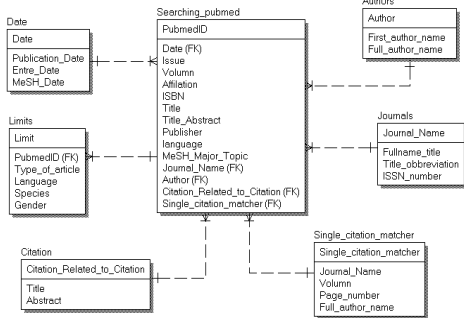 Date
Date
Publication_Date
Entre_Date
MeSH_Date
Limits
Limit
PubmedID (FK)
Type_of_article
Language
Species
Gender
Citation
Citation_Related_to_Citation
Title
Abstract
Searching_pubmed
PubmedID
Date (FK)
Issue
Volumn
Affilation
ISBN
Title
Title_Abstract
Publisher
language
MeSH_Major_Topic
Journal_Name (FK)
Author (FK)
Citation_Related_to_Citation (FK)
Single_citation_matcher (FK)
Authors
Author
First_author_name
Full_author_name
Journals
Journal_Name
Fullname_title
Title_obbreviation
ISSN_number
Single_citation_matcher
Single_citation_matcher
Journal_Name
Volumn
Page_number
Full_author_name